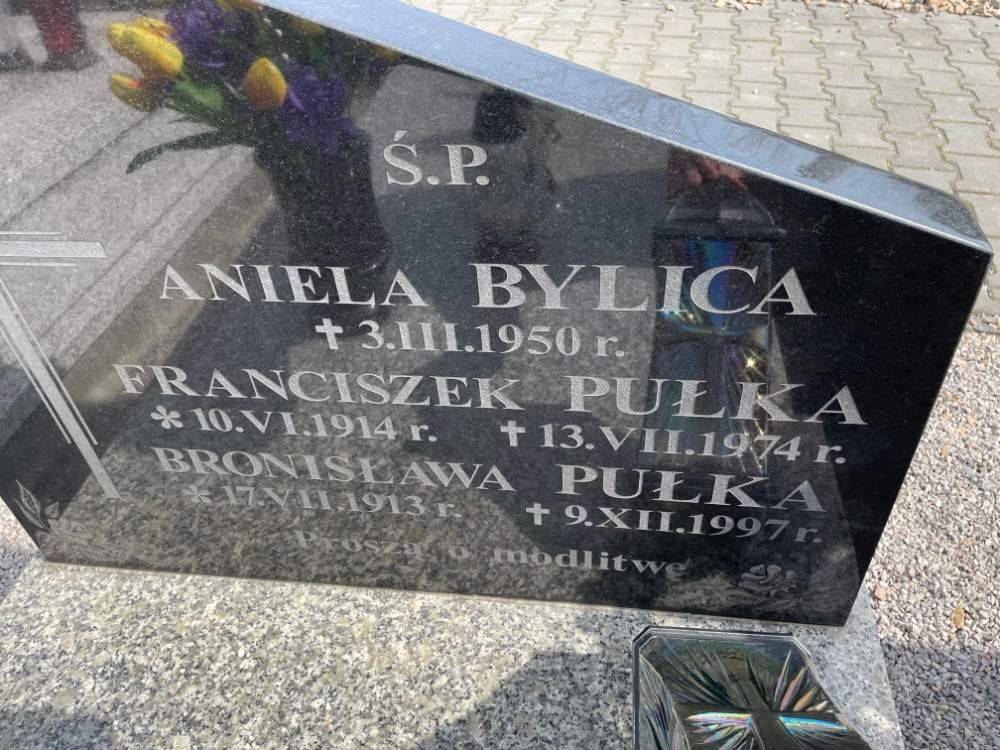 Ś.P.
ANIELA BYLICA
✝ 3.III.1950 r.
FRANCISZEK PUŁKA
* 10.VI.1914 r. ✝ 13.VII.1974 r.
BRONISŁAWA PUŁKA
* 17.VII.1913 r. ✝ 9.XII.1997 r.
Proszą o modlitwę